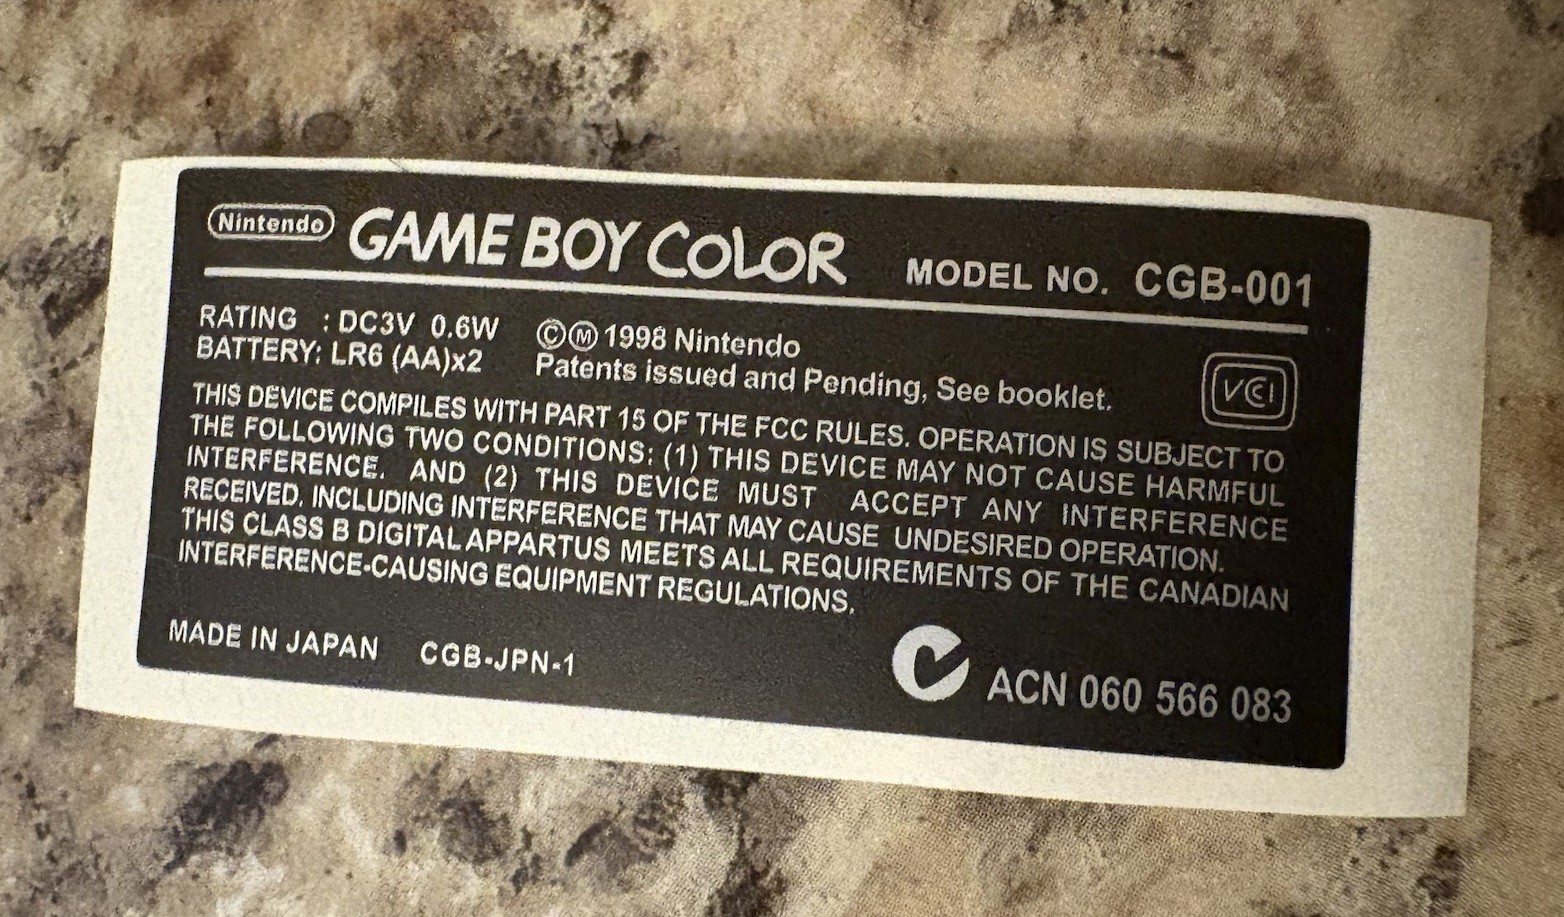 Nintendo GAME BOY COLOR MODEL NO. CGB-001
RATING : DC3V 0.6W ©Ⓜ 1998 Nintendo
BATTERY: LR6 (AA)x2 Patents issued and Pending, See booklet.
VCI
THIS DEVICE COMPILES WITH PART 15 OF THE FCC RULES. OPERATION IS SUBJECT TO
THE FOLLOWING TWO CONDITIONS: (1) THIS DEVICE MAY NOT CAUSE HARMFUL
INTERFERENCE. AND (2) THIS DEVICE MUST ACCEPT ANY INTERFERENCE
RECEIVED. INCLUDING INTERFERENCE THAT MAY CAUSE UNDESIRED OPERATION.
THIS CLASS B DIGITAL APPARTUS MEETS ALL REQUIREMENTS OF THE CANADIAN
INTERFERENCE-CAUSING EQUIPMENT REGULATIONS.
MADE IN JAPAN CGB-JPN-1 ACN 060 566 083